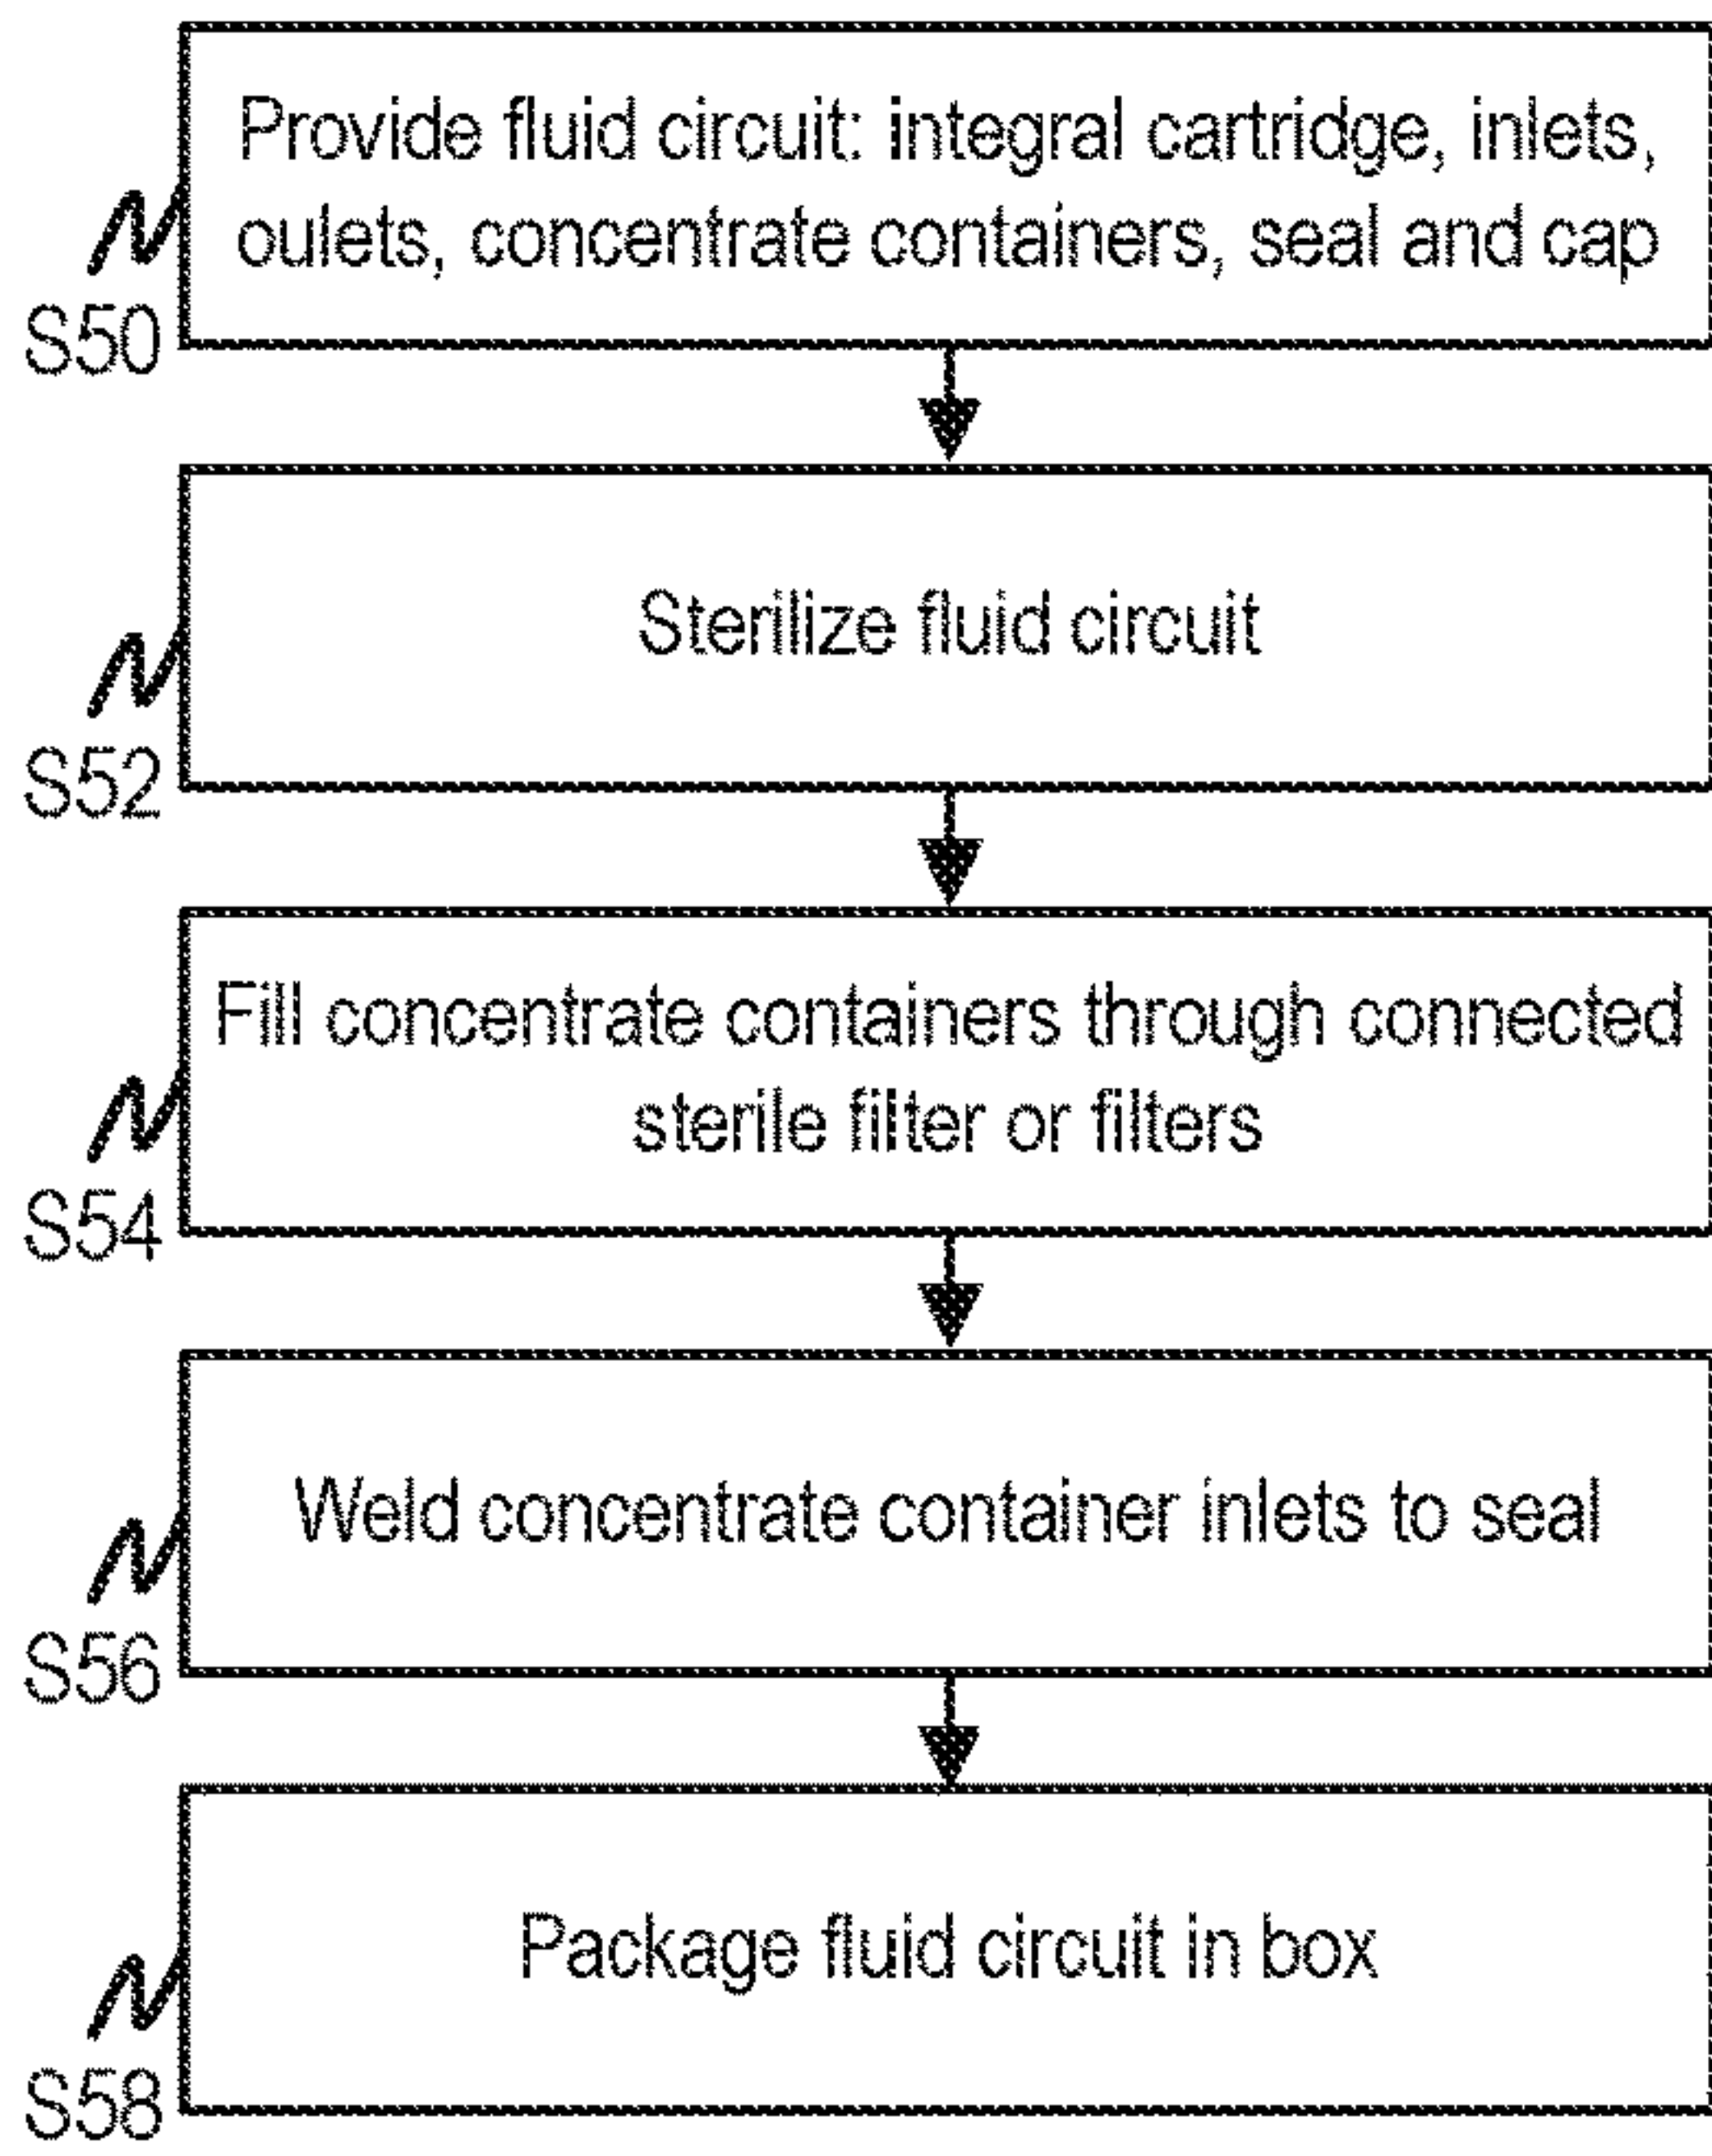 Provide fluid circuit: integral cartridge, inlets,
oulets, concentrate containers, seal and cap
S50
Sterilize fluid circuit
S52
Fill concentrate containers through connected
sterile filter or filters
S54
Weld concentrate container inlets to seal
S56
Package fluid circuit in box
S58